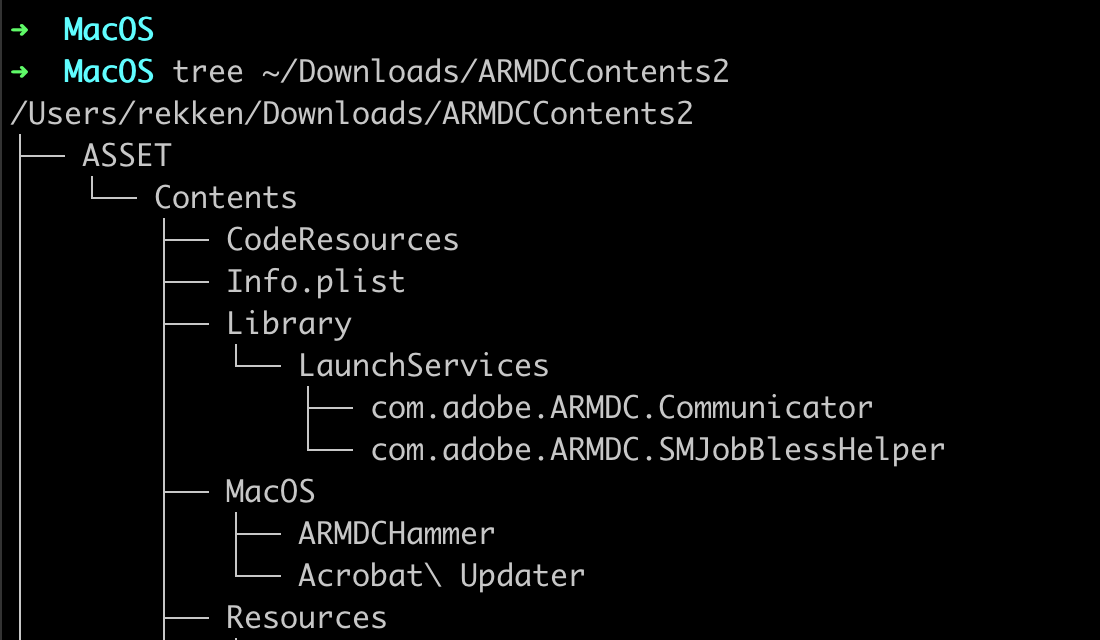 ➜ MacOS
➜ MacOS tree ~/Downloads/ARMDCContents2
/Users/rekken/Downloads/ARMDCContents2
├── ASSET
│   └── Contents
│       ├── CodeResources
│       ├── Info.plist
│       ├── Library
│       │   └── LaunchServices
│       │       ├── com.adobe.ARMDC.Communicator
│       │       └── com.adobe.ARMDC.SMJobBlessHelper
│       ├── MacOS
│       │   ├── ARMDCHammer
│       │   └── Acrobat\ Updater
│       ├── Resources